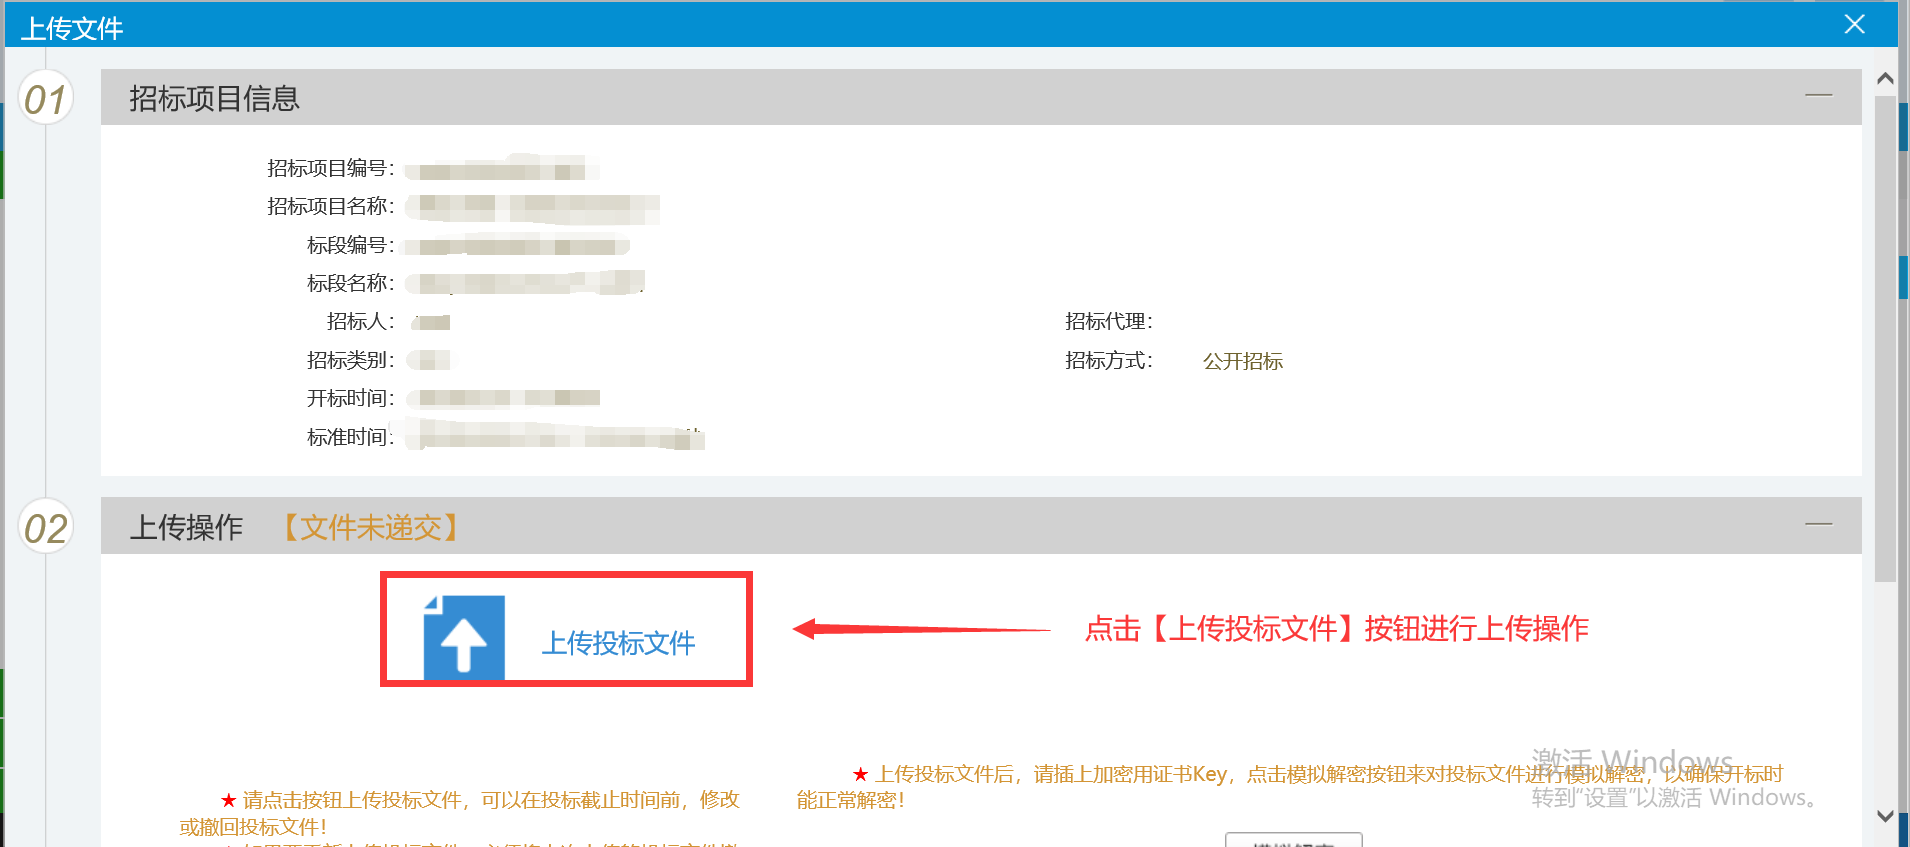 上传文件
01 招标项目信息
招标项目编号：
招标项目名称：
标段编号：
标段名称：
招标人：
招标代理：
招标类别：
招标方式： 公开招标
开标时间：
标准时间：
02 上传操作 【文件未递交】
上传投标文件
点击【上传投标文件】按钮进行上传操作
★ 请点击按钮上传投标文件，可以在投标截止时间前，修改
或撤回投标文件！
★ 上传投标文件后，请插上加密用证书Key，点击模拟解密按钮来对投标文件进行模拟解密，以确保开标时
能正常解密！
激活 Windows
转到“设置”以激活 Windows。